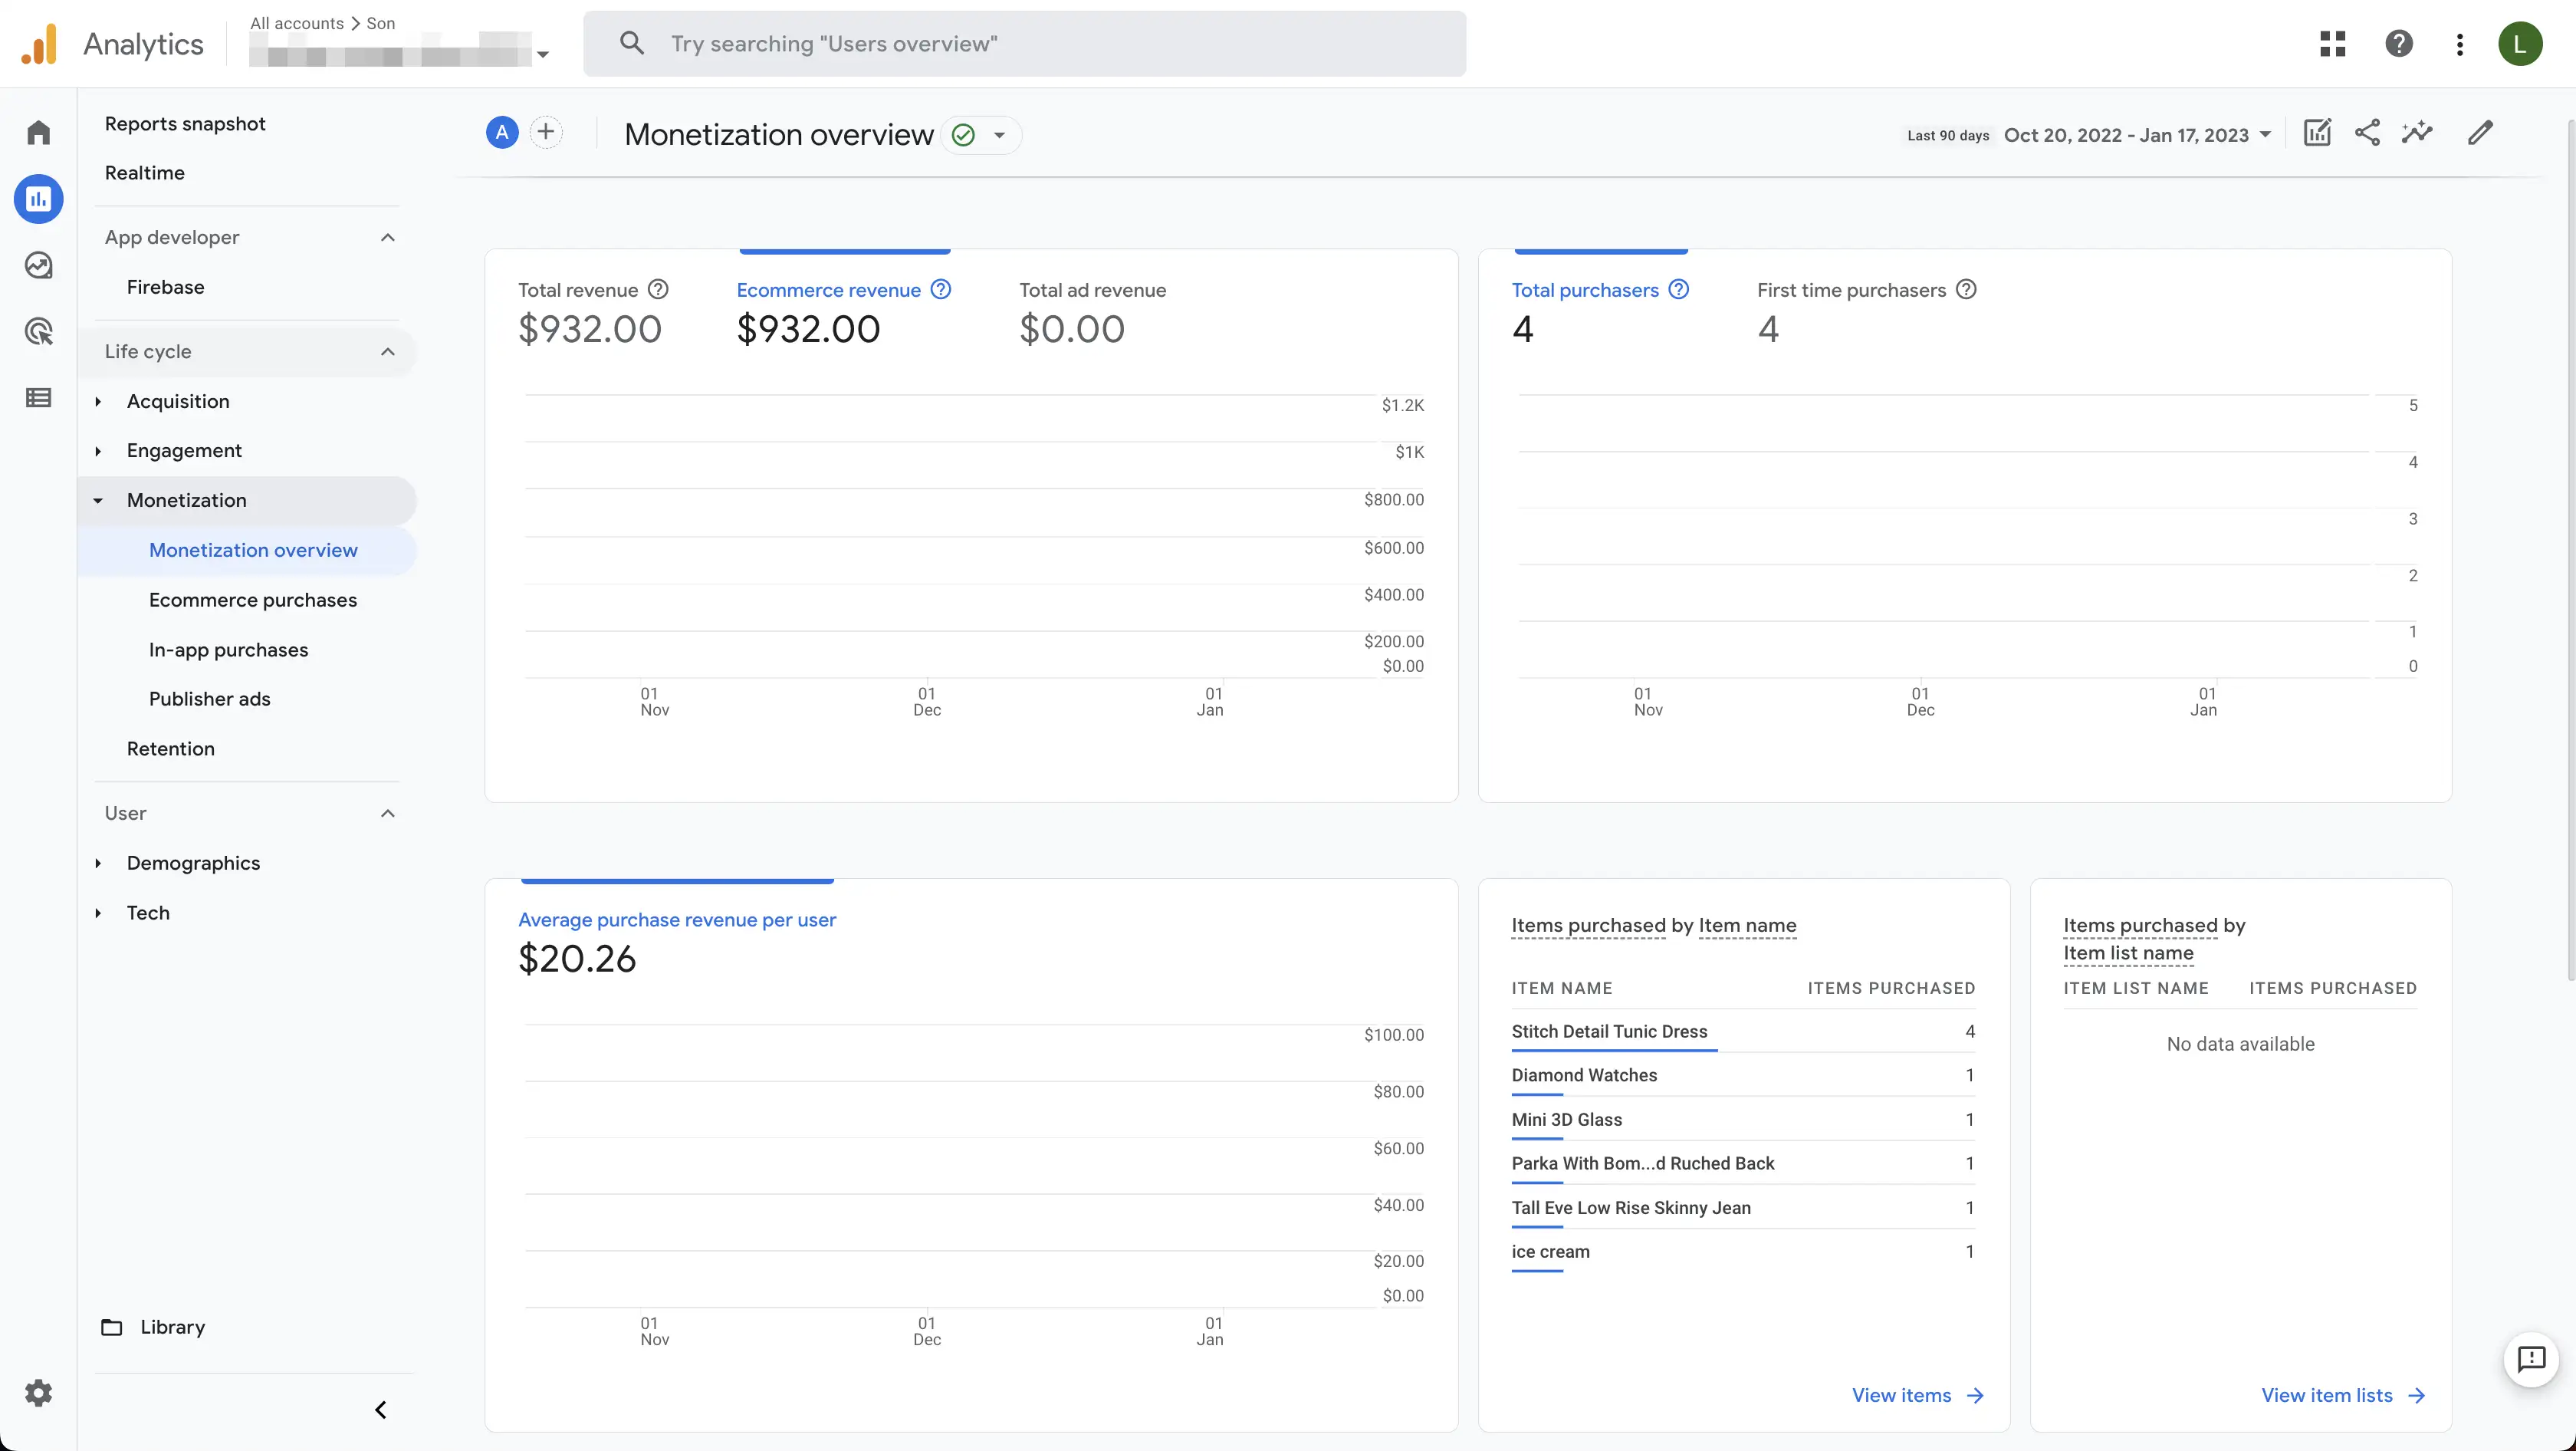 Analytics
All accounts > Son
Try searching "Users overview"
L
Reports snapshot
Realtime
App developer
Firebase
Life cycle
Acquisition
Engagement
Monetization
Monetization overview
Ecommerce purchases
In-app purchases
Publisher ads
Retention
User
Demographics
Tech
Library
A
Monetization overview
Last 90 days Oct 20, 2022 - Jan 17, 2023
Total revenue
$932.00
Ecommerce revenue
$932.00
Total ad revenue
$0.00
$1.2K
$1K
$800.00
$600.00
$400.00
$200.00
$0.00
01 Nov
01 Dec
01 Jan
Total purchasers
4
First time purchasers
4
5
4
3
2
1
0
01 Nov
01 Dec
01 Jan
Average purchase revenue per user
$20.26
$100.00
$80.00
$60.00
$40.00
$20.00
$0.00
01 Nov
01 Dec
01 Jan
Items purchased by Item name
ITEM NAME ITEMS PURCHASED
Stitch Detail Tunic Dress 4
Diamond Watches 1
Mini 3D Glass 1
Parka With Bom...d Ruched Back 1
Tall Eve Low Rise Skinny Jean 1
ice cream 1
View items
Items purchased by
Item list name
ITEM LIST NAME ITEMS PURCHASED
No data available
View item lists